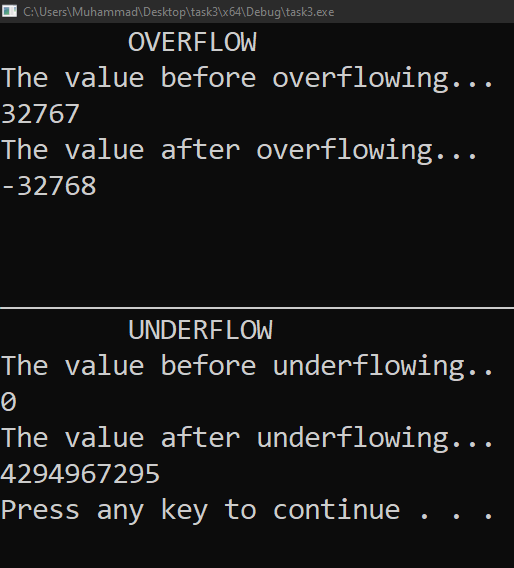 C:\Users\Muhammad\Desktop\task3\x64\Debug\task3.exe
OVERFLOW
The value before overflowing...
32767
The value after overflowing...
-32768
UNDERFLOW
The value before underflowing..
0
The value after underflowing...
4294967295
Press any key to continue . . .